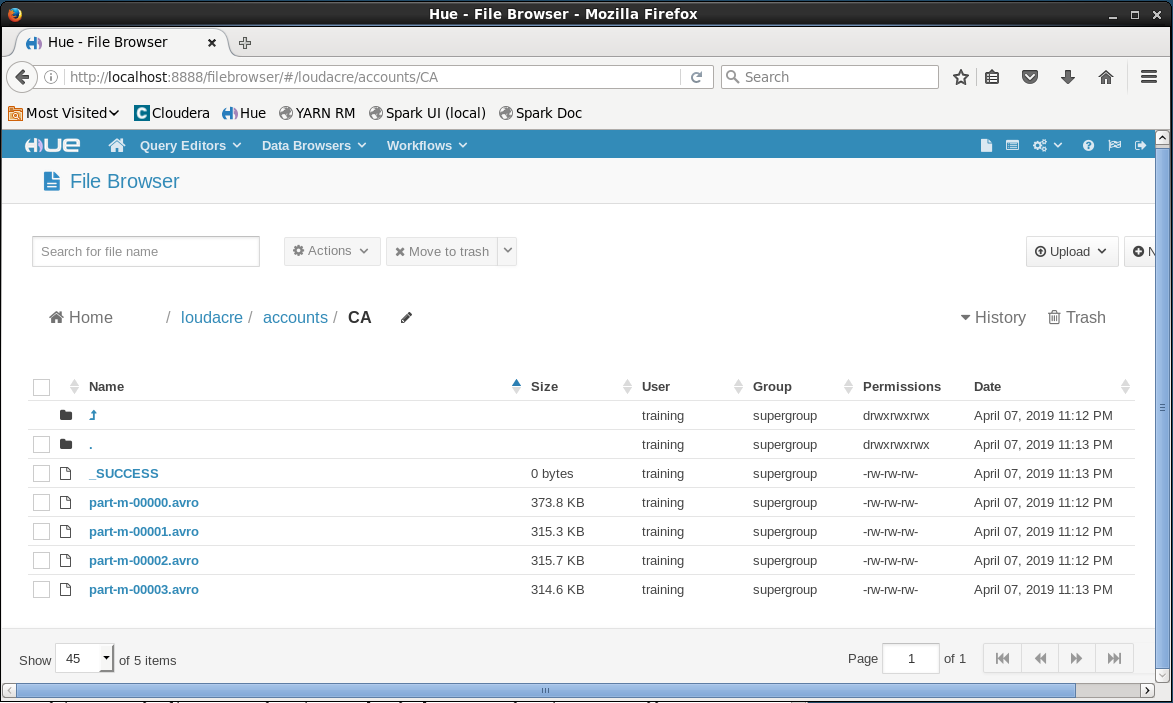 Hue - File Browser - Mozilla Firefox
Hue - File Browser
http://localhost:8888/filebrowser/#/loudacre/accounts/CA
Search
Most Visited
Cloudera
Hue
YARN RM
Spark UI (local)
Spark Doc
HUE Query Editors Data Browsers Workflows
File Browser
Search for file name Actions Move to trash Upload N
Home / loudacre / accounts / CA History Trash
Name Size User Group Permissions Date
training supergroup drwxrwxrwx April 07, 2019 11:12 PM
. training supergroup drwxrwxrwx April 07, 2019 11:13 PM
_SUCCESS 0 bytes training supergroup -rw-rw-rw- April 07, 2019 11:13 PM
part-m-00000.avro 373.8 KB training supergroup -rw-rw-rw- April 07, 2019 11:12 PM
part-m-00001.avro 315.3 KB training supergroup -rw-rw-rw- April 07, 2019 11:12 PM
part-m-00002.avro 315.7 KB training supergroup -rw-rw-rw- April 07, 2019 11:12 PM
part-m-00003.avro 314.6 KB training supergroup -rw-rw-rw- April 07, 2019 11:13 PM
Show 45 of 5 items Page 1 of 1